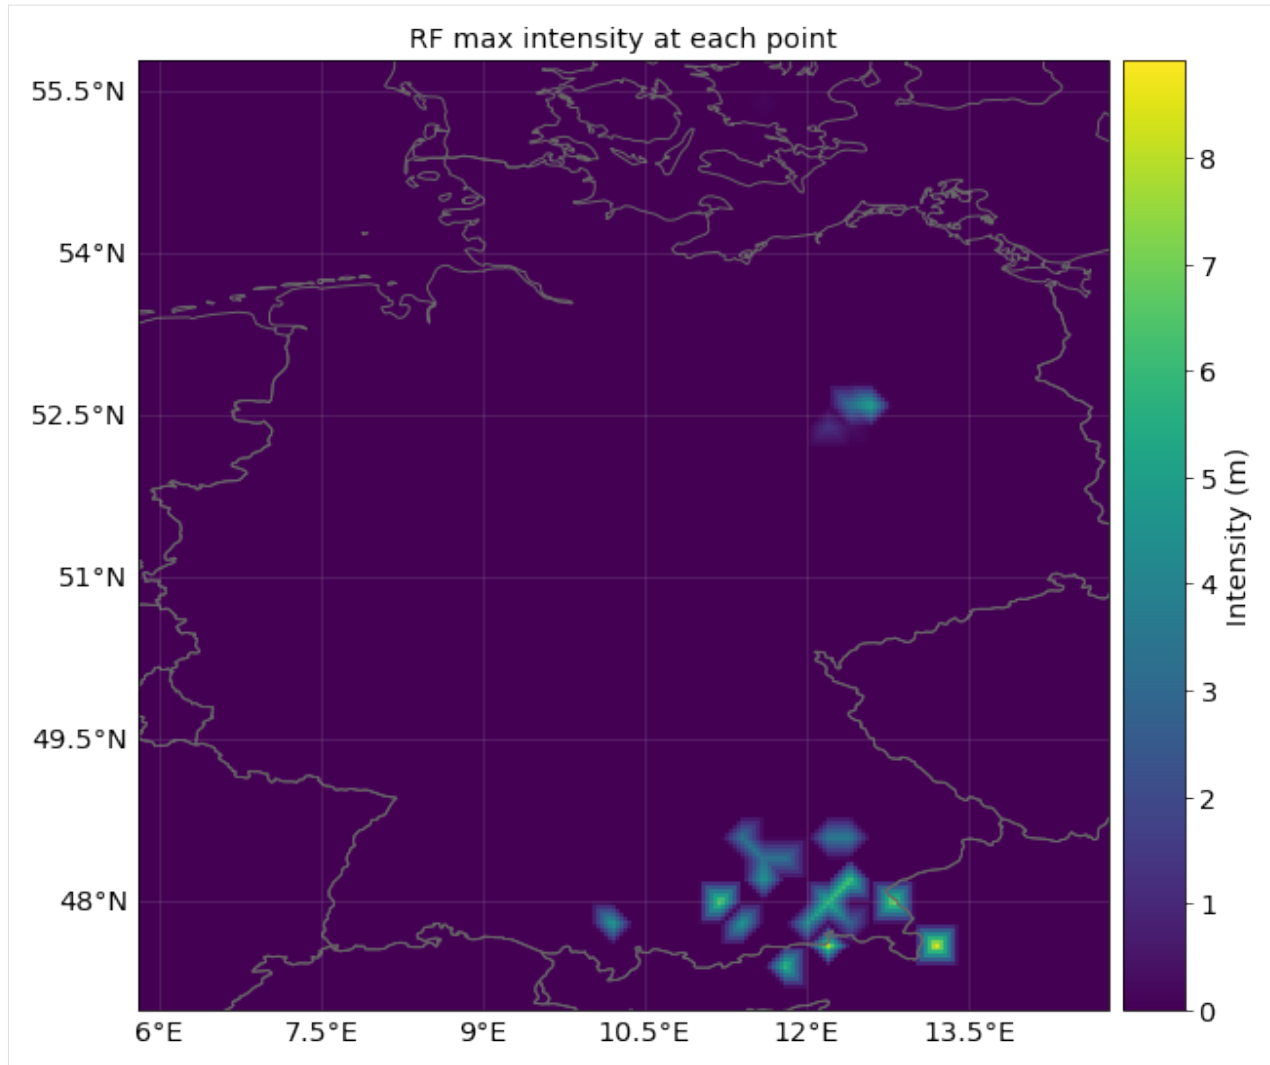 RF max intensity at each point
55.5°N
54°N
52.5°N
51°N
49.5°N
48°N
6°E
7.5°E
9°E
10.5°E
12°E
13.5°E
8
7
6
5
4
3
2
1
0
Intensity (m)